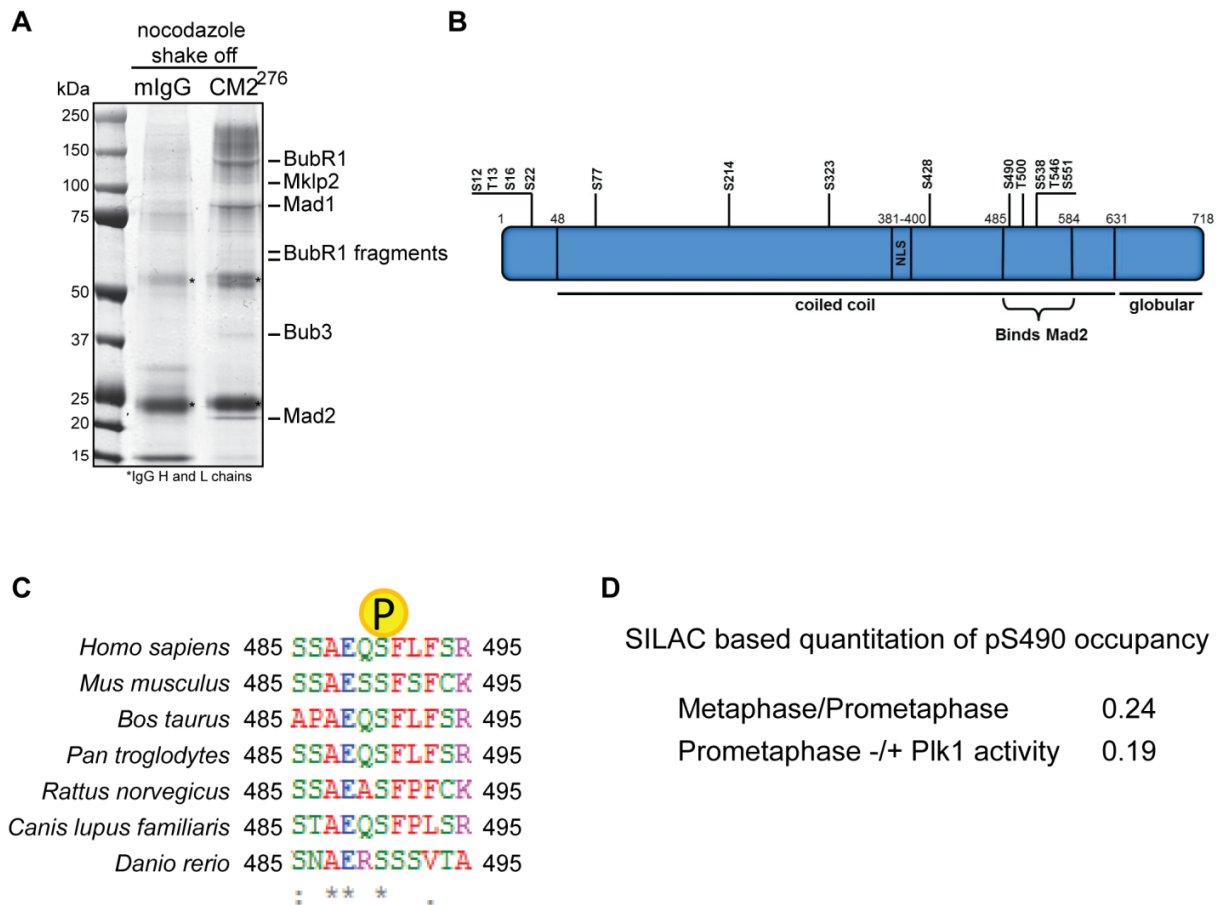 A
nocodazole
shake off
kDa mIgG CM2 276
250
150
100
75
50
37
25
20
15
BubR1
Mklp2
Mad1
BubR1 fragments
Bub3
Mad2
* * * *
*IgG H and L chains
B
S12 T13 S16 S22 S77 S214 S323 S428 S490 T500 S538 T546 S551
1 48 381-400 485 584 631 718
NLS
coiled coil globular
Binds Mad2
C
P
Homo sapiens 485 SSAEQSFLFSR 495
Mus musculus 485 SSAESSFSFCK 495
Bos taurus 485 APAEQSFLFSR 495
Pan troglodytes 485 SSAEQSFLFSR 495
Rattus norvegicus 485 SSAEASFPFCK 495
Canis lupus familiaris 485 STAEQSFPLSR 495
Danio rerio 485 SNAERSSSVTA 495
: ** * .
D
SILAC based quantitation of pS490 occupancy
Metaphase/Prometaphase 0.24
Prometaphase -/+ Plk1 activity 0.19